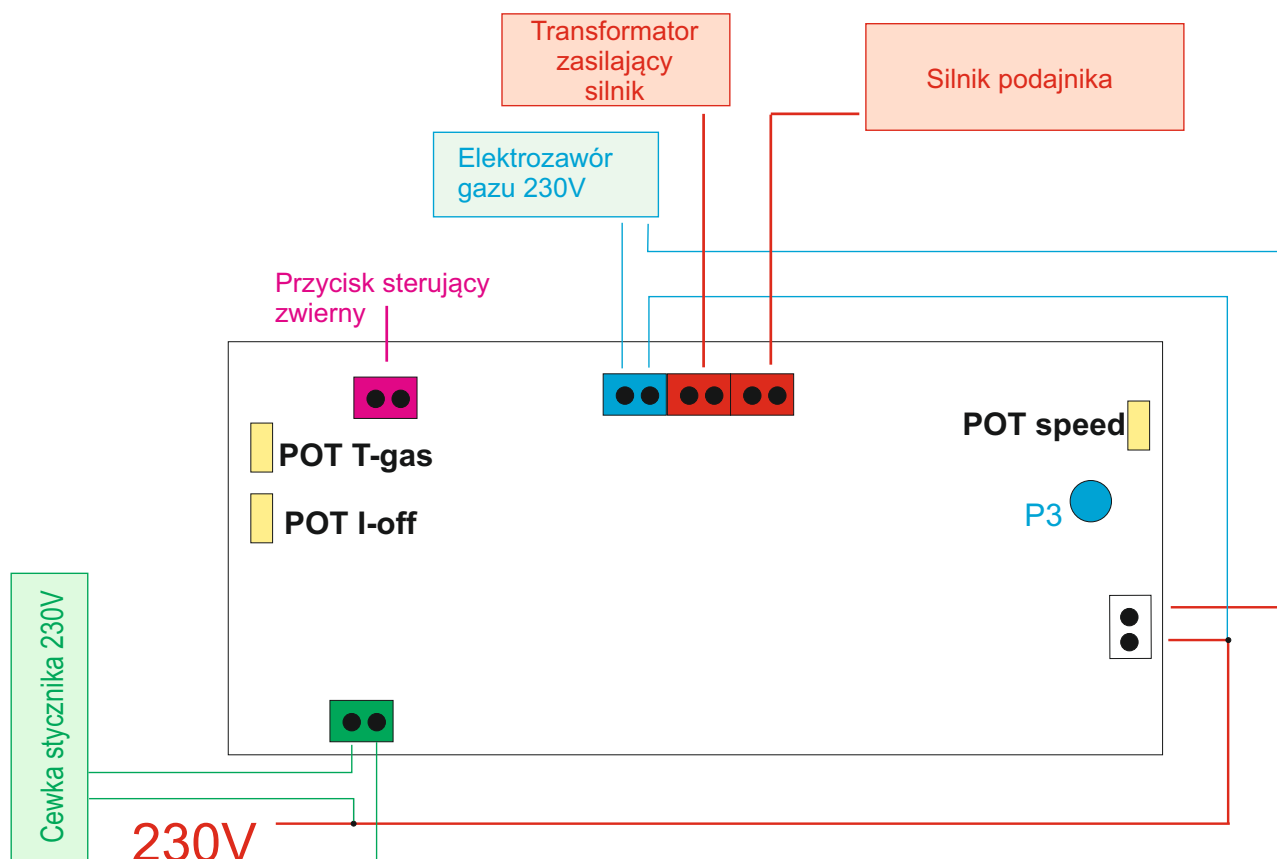 Transformator
zasilający
silnik
Silnik podajnika
Elektrozawór
gazu 230V
Przycisk sterujący
zwierny
POT speed
POT T-gas
P3
POT I-off
Cewka stycznika 230V
230V